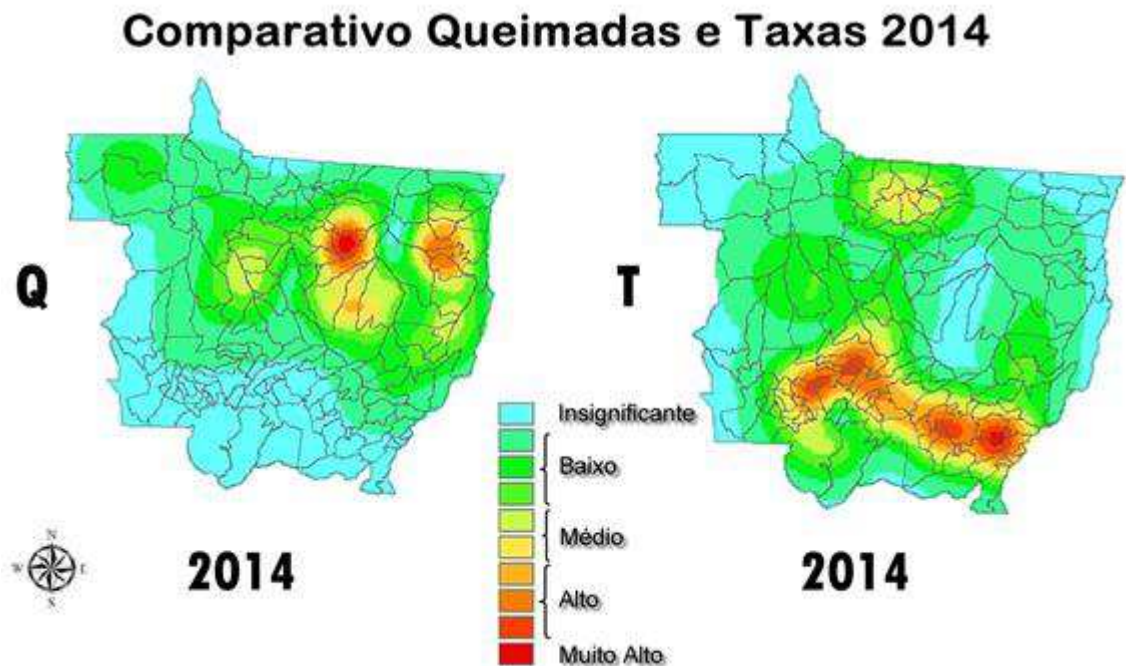 Comparativo Queimadas e Taxas 2014
Q
T
Insignificante
Baixo
Médio
Alto
Muito Alto
N
W
E
S
2014
2014